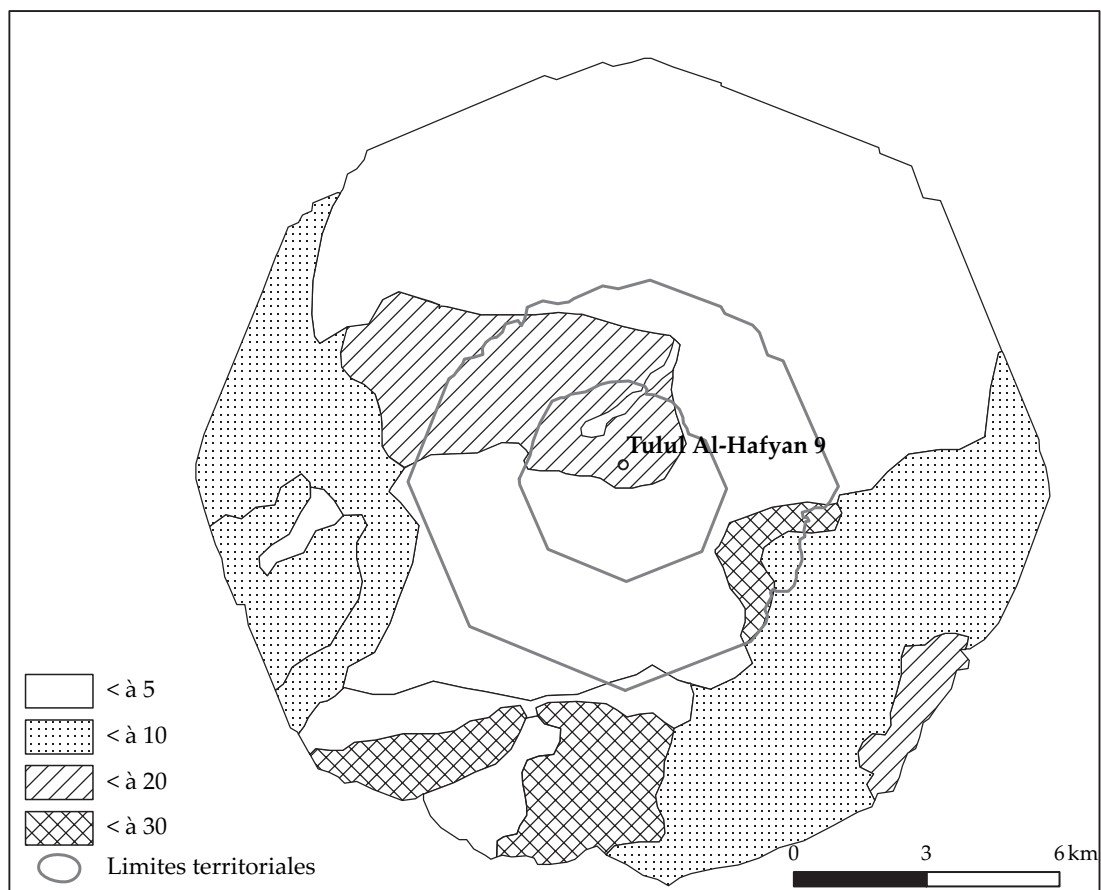 Tulul Al-Hafyan 9
< à 5
< à 10
< à 20
< à 30
Limites territoriales
0 3 6 km